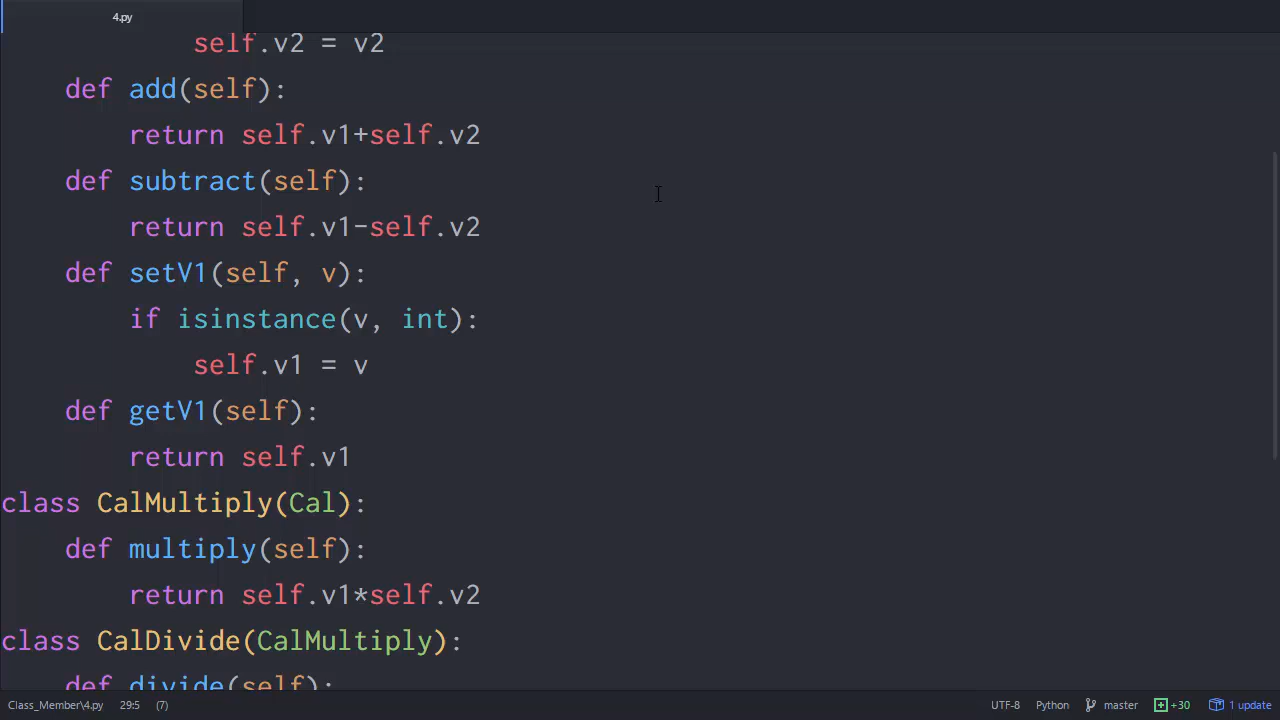 4.py
            self.v2 = v2
    def add(self):
        return self.v1+self.v2
    def subtract(self):
        return self.v1-self.v2
    def setV1(self, v):
        if isinstance(v, int):
            self.v1 = v
    def getV1(self):
        return self.v1
class CalMultiply(Cal):
    def multiply(self):
        return self.v1*self.v2
class CalDivide(CalMultiply):
    def divide(self):
Class_Member\4.py 29:5 (7) UTF-8 Python master +30 1 update